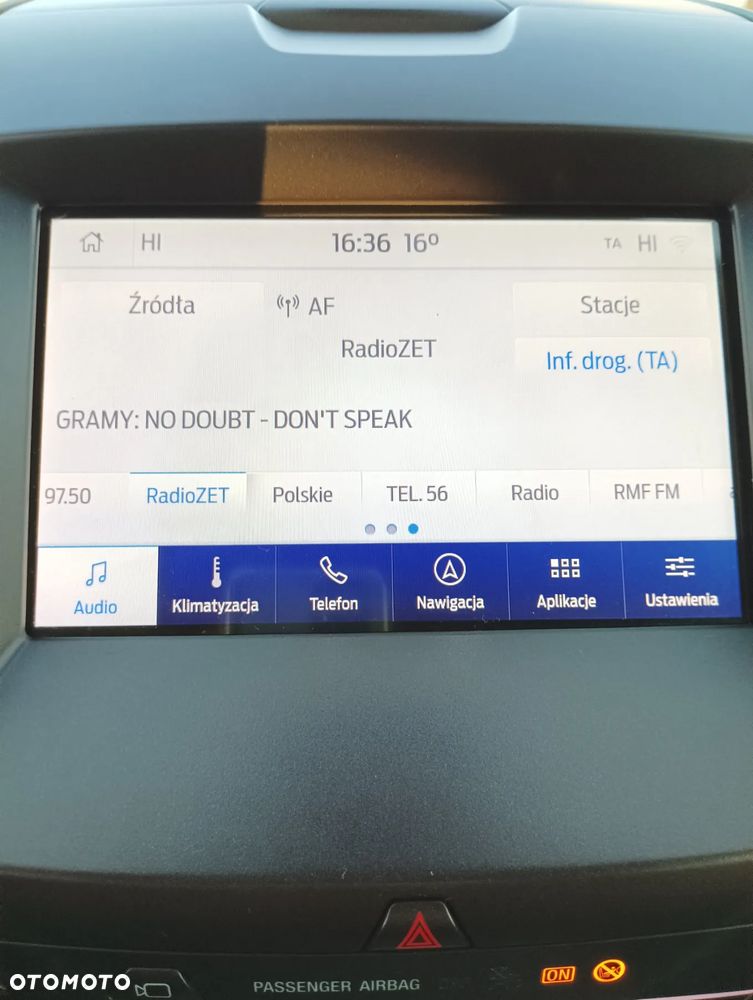 HI 16:36 16º TA HI
Źródła AF Stacje
RadioZET
Inf. drog. (TA)
GRAMY: NO DOUBT - DON'T SPEAK
97.50 RadioZET Polskie TEL. 56 Radio RMF FM
Audio Klimatyzacja Telefon Nawigacja Aplikacje Ustawienia
PASSENGER AIRBAG ON
OTOMOTO